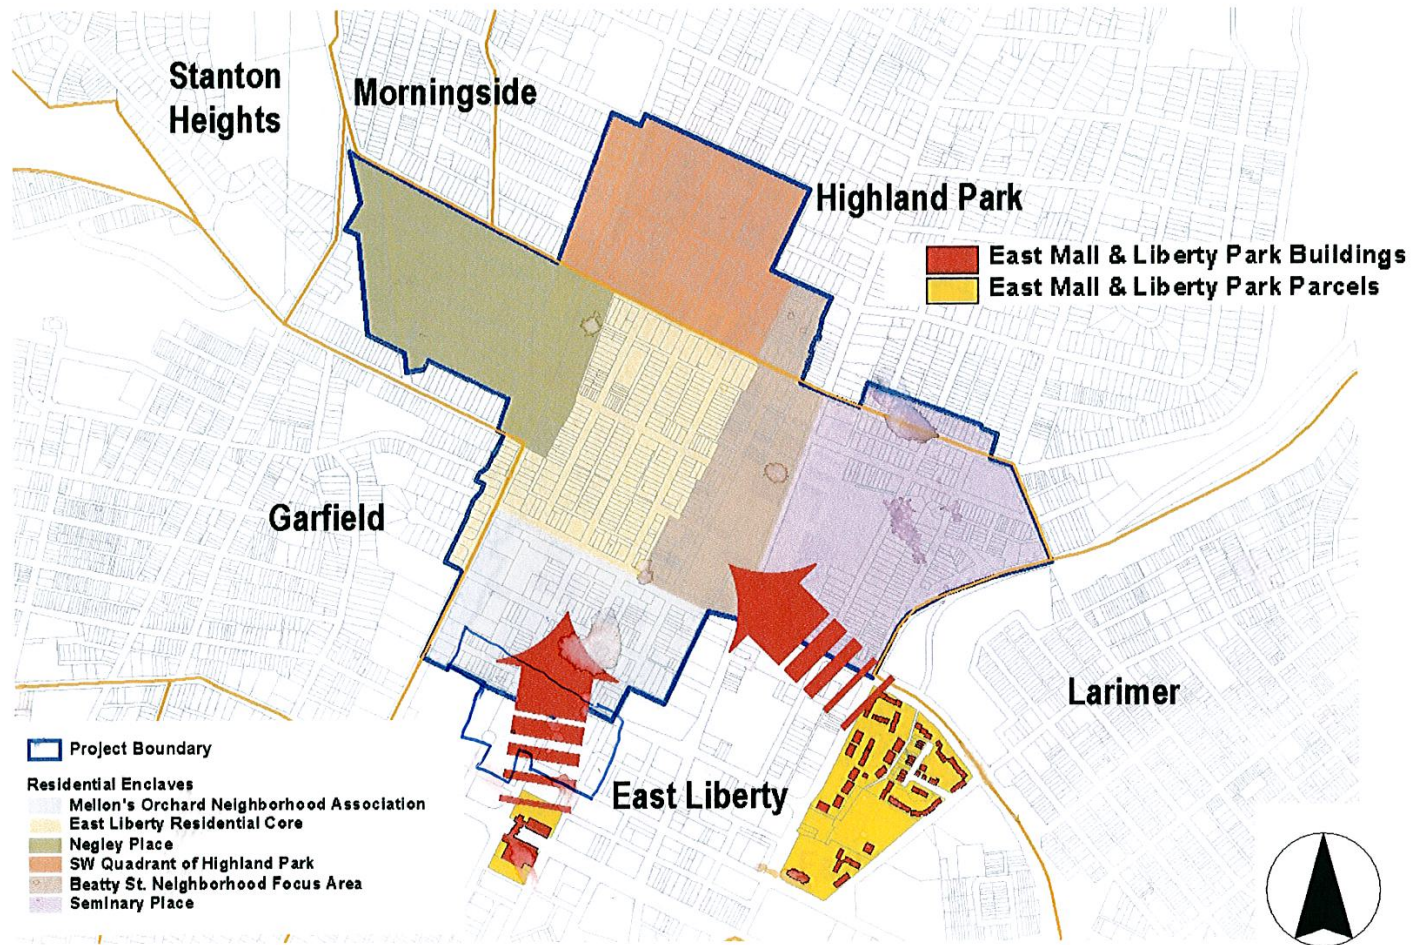 Stanton
Heights
Morningside
Highland Park
East Mall & Liberty Park Buildings
East Mall & Liberty Park Parcels
Garfield
Larimer
East Liberty
Project Boundary
Residential Enclaves
Mellon's Orchard Neighborhood Association
East Liberty Residential Core
Negley Place
SW Quadrant of Highland Park
Beatty St. Neighborhood Focus Area
Seminary Place